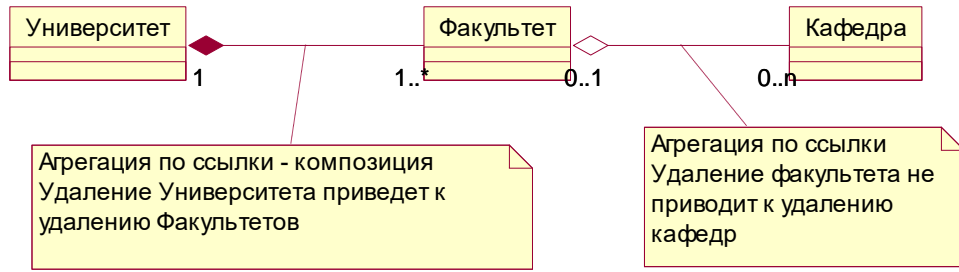 Университет
Факультет
Кафедра
1
1..*
0..1
0..n
Агрегация по ссылки - композиция
Удаление Университета приведет к
удалению Факультетов
Агрегация по ссылки
Удаление факультета не
приводит к удалению
кафедр